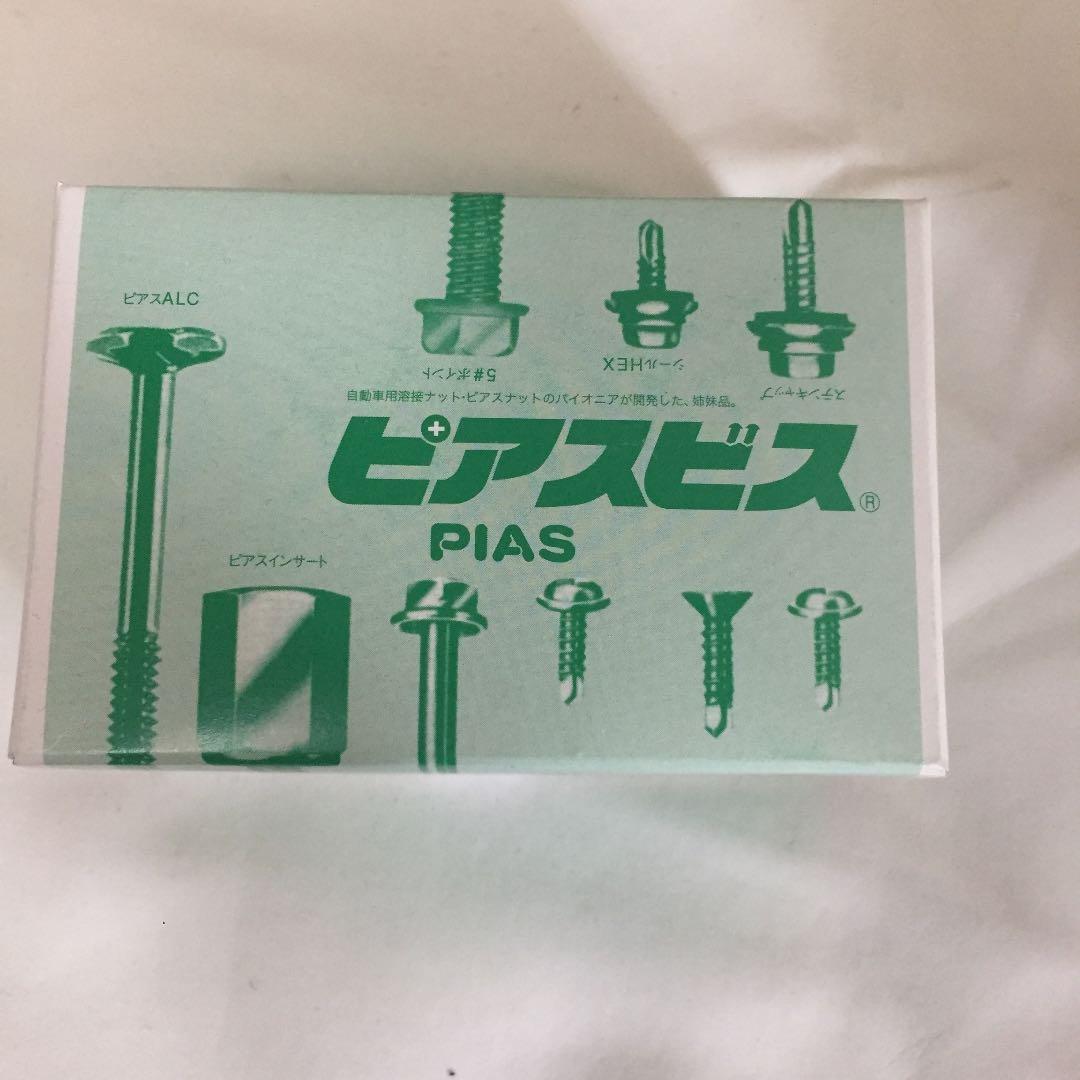 ピアスALC
5#ポイント
シールHEX
ステンキャップ
自動車用溶接ナット・ピアスナットのパイオニアが開発した、姉妹品。
ピアスビス®
PIAS
ピアスインサート